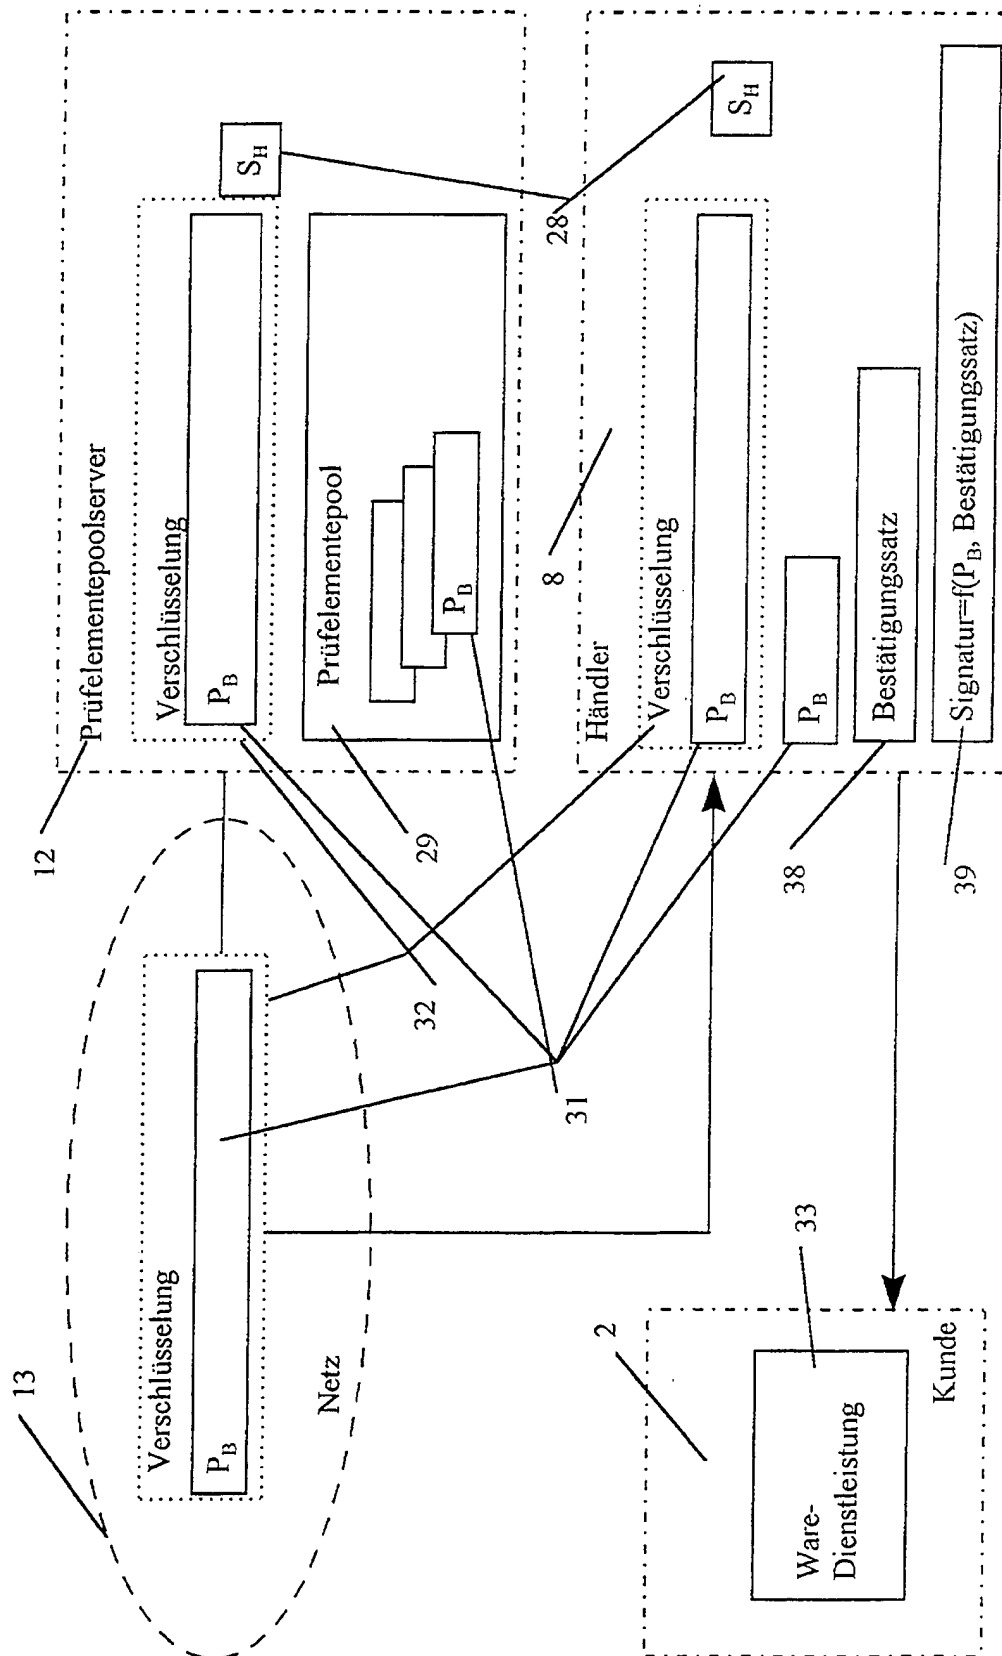 13
Verschlüsselung
P_B
Netz
12
Prüfelementepoolserver
Verschlüsselung
P_B
S_H
Prüfelementepool
P_B
29
32
31
28
8
Händler
Verschlüsselung
P_B
S_H
P_B
Bestätigungssatz
38
Signatur=f(P_B, Bestätigungssatz)
39
2
33
Ware-
Dienstleistung
Kunde